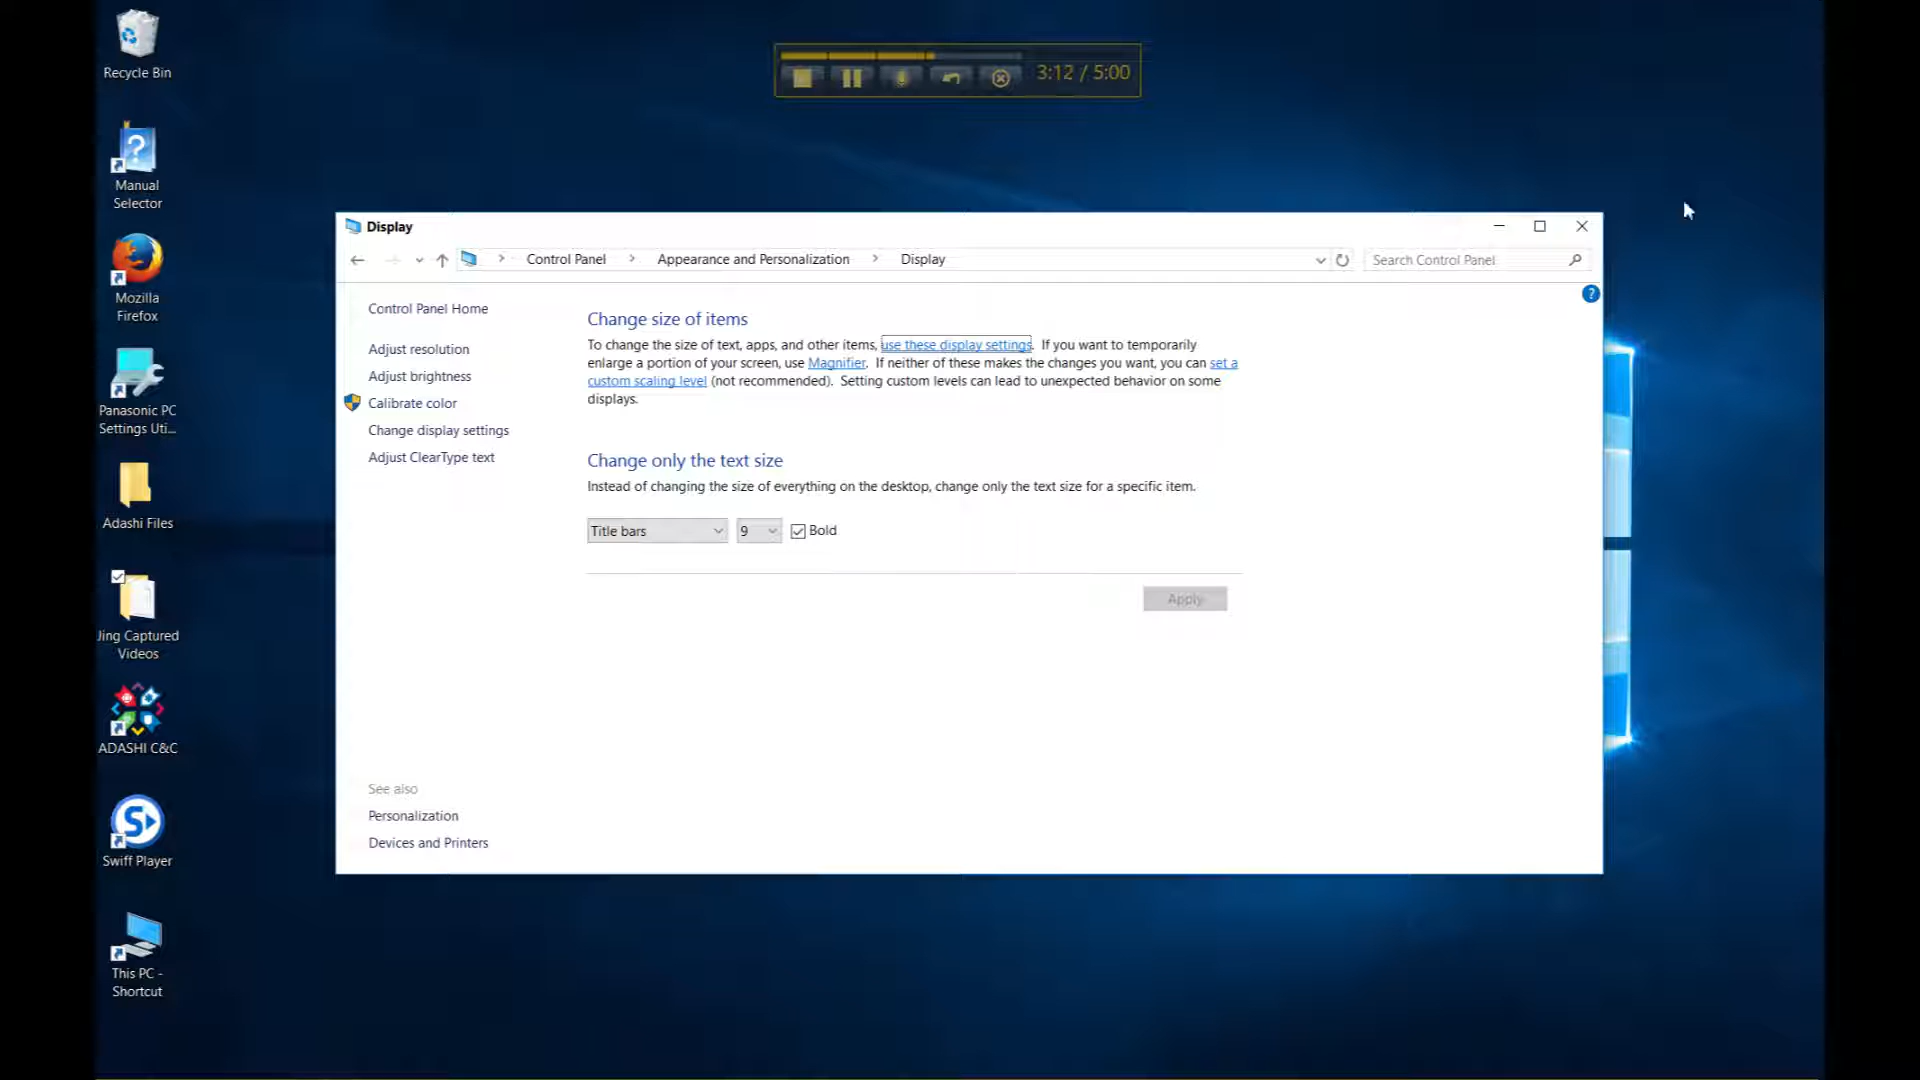 Recycle Bin
Manual
Selector
Mozilla
Firefox
Panasonic PC
Settings Uti...
Adashi Files
Jing Captured
Videos
ADASHI C&C
Swiff Player
This PC -
Shortcut
3:12 / 5:00
Display
Control Panel > Appearance and Personalization > Display
Search Control Panel
?
Control Panel Home
Adjust resolution
Adjust brightness
Calibrate color
Change display settings
Adjust ClearType text
Change size of items
To change the size of text, apps, and other items, use these display settings. If you want to temporarily
enlarge a portion of your screen, use Magnifier. If neither of these makes the changes you want, you can set a
custom scaling level (not recommended). Setting custom levels can lead to unexpected behavior on some
displays.
Change only the text size
Instead of changing the size of everything on the desktop, change only the text size for a specific item.
Title bars 9 Bold
Apply
See also
Personalization
Devices and Printers